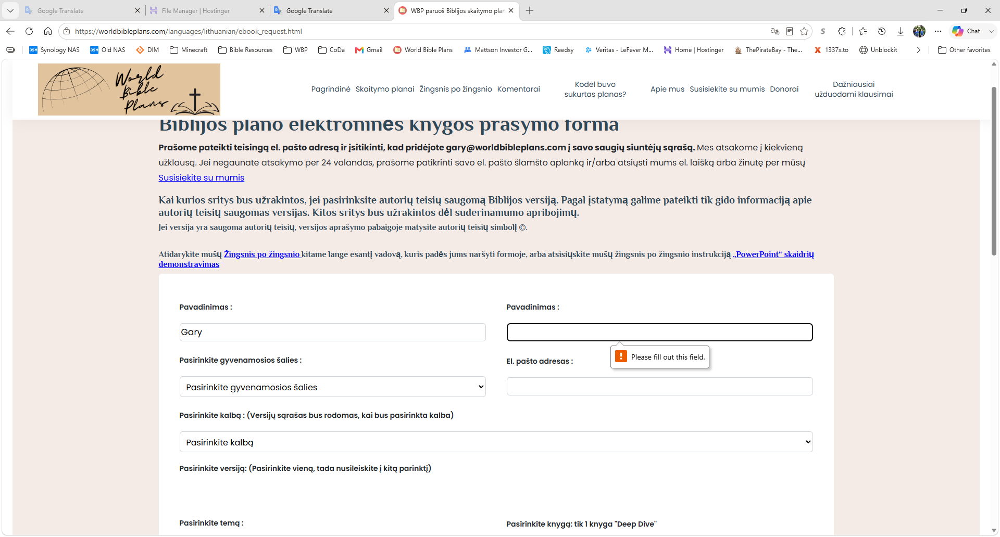 Google Translate
File Manager | Hostinger
Google Translate
WBP paruoš Biblijos skaitymo plan
https://worldbibleplans.com/languages/lithuanian/ebook_request.html
Chat
Synology NAS
Old NAS
DIM
Minecraft
Bible Resources
WBP
CoDa
Gmail
World Bible Plans
Mattson Investor G...
Reedsy
Veritas - LeFever M...
Home | Hostinger
ThePirateBay - The...
1337x.to
Unblockit
Other favorites
World
Bible
Plans
Pagrindinė
Skaitymo planai
Žingsnis po žingsnio
Komentarai
Kodėl buvo
sukurtas planas?
Apie mus
Susisiekite su mumis
Donorai
Dažniausiai
užduodami klausimai
Biblijos plano elektroninės knygos prašymo forma
Prašome pateikti teisingą el. pašto adresą ir įsitikinti, kad pridėjote gary@worldbibleplans.com į savo saugių siuntėjų sąrašą. Mes atsakome į kiekvieną
užklausą. Jei negaunate atsakymo per 24 valandas, prašome patikrinti savo el. pašto šlamšto aplanką ir/arba atsiųsti mums el. laišką arba žinutę per mūsų
Susisiekite su mumis
Kai kurios sritys bus užrakintos, jei pasirinksite autorių teisių saugomą Biblijos versiją. Pagal įstatymą galime pateikti tik gido informaciją apie
autorių teisių saugomas versijas. Kitos sritys bus užrakintos dėl suderinamumo apribojimų.
Jei versija yra saugoma autorių teisių, versijos aprašymo pabaigoje matysite autorių teisių simbolį ©.
Atidarykite mušų Žingsnis po žingsnio kitame lange esantį vadovą, kuris padės jums naršyti formoje, arba atsisiųskite mušų žingsnis po žingsnio instrukciją „PowerPoint“ skaidrių
demonstravimas
Pavadinimas :
Pavadinimas :
Gary
Please fill out this field.
Pasirinkite gyvenamosios šalies :
El. pašto adresas :
Pasirinkite gyvenamosios šalies
Pasirinkite kalbą : (Versijų sąrašas bus rodomas, kai bus pasirinkta kalba)
Pasirinkite kalbą
Pasirinkite versiją: (Pasirinkite vieną, tada nusileiskite į kitą parinktį)
Pasirinkite temą :
Pasirinkite knygą: tik 1 knyga "Deep Dive"